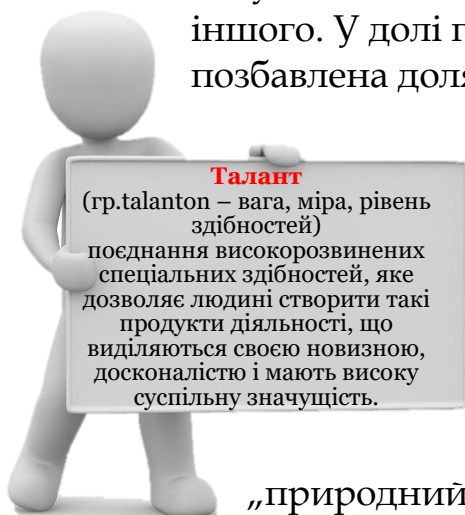 іншого. У долі
позбавлена
Талант
(гр.talanton – вага, міра, рівень
здібностей)
поєднання високорозвинених
спеціальних здібностей, яке
дозволяє людині створити такі
продукти діяльності, що
виділяються своєю новизною,
досконалістю і мають високу
суспільну значущість.
„природний